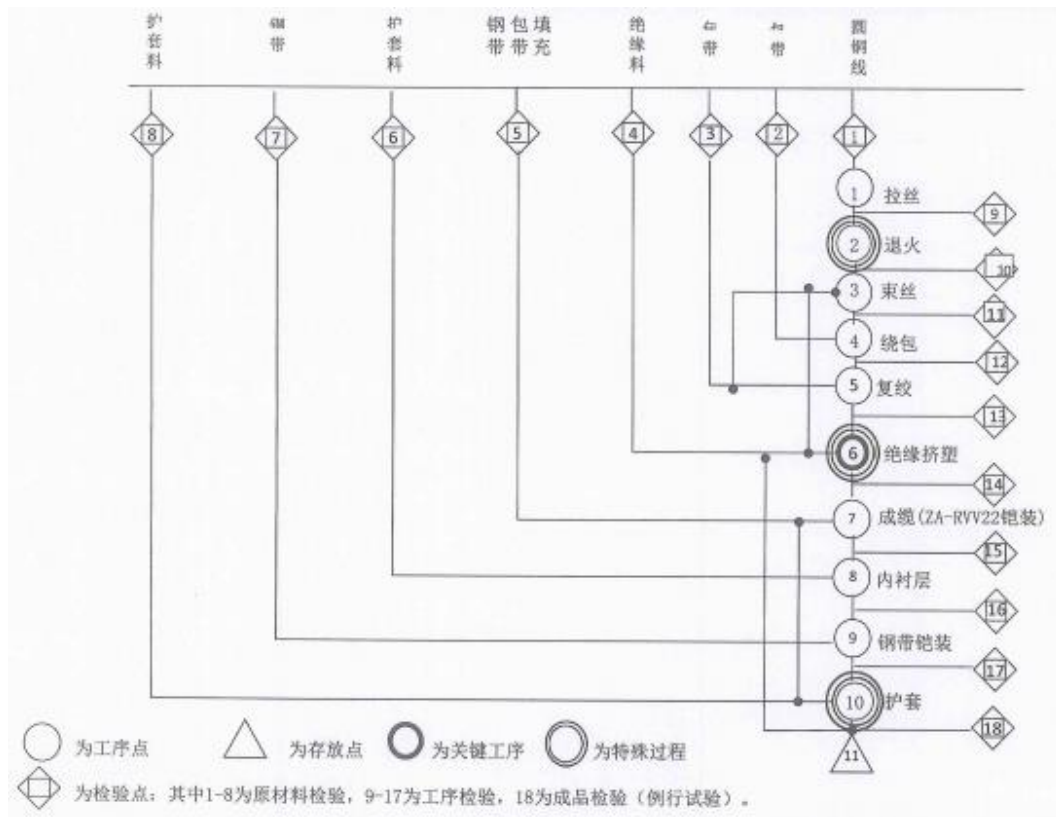 护套料
钢带
护套料
钢带 包带 填充
绝缘料
带
带
圆铜线
8
7
6
5
4
3
2
1
1 拉丝
9
2 退火
10
3 束丝
11
4 绕包
12
5 复绞
13
6 绝缘挤塑
14
7 成缆(ZA-RVV22铠装)
15
8 内衬层
16
9 钢带铠装
17
10 护套
18
11
为工序点
为存放点
为关键工序
为特殊过程
为检验点：其中1-8为原材料检验，9-17为工序检验，18为成品检验（例行试验）。